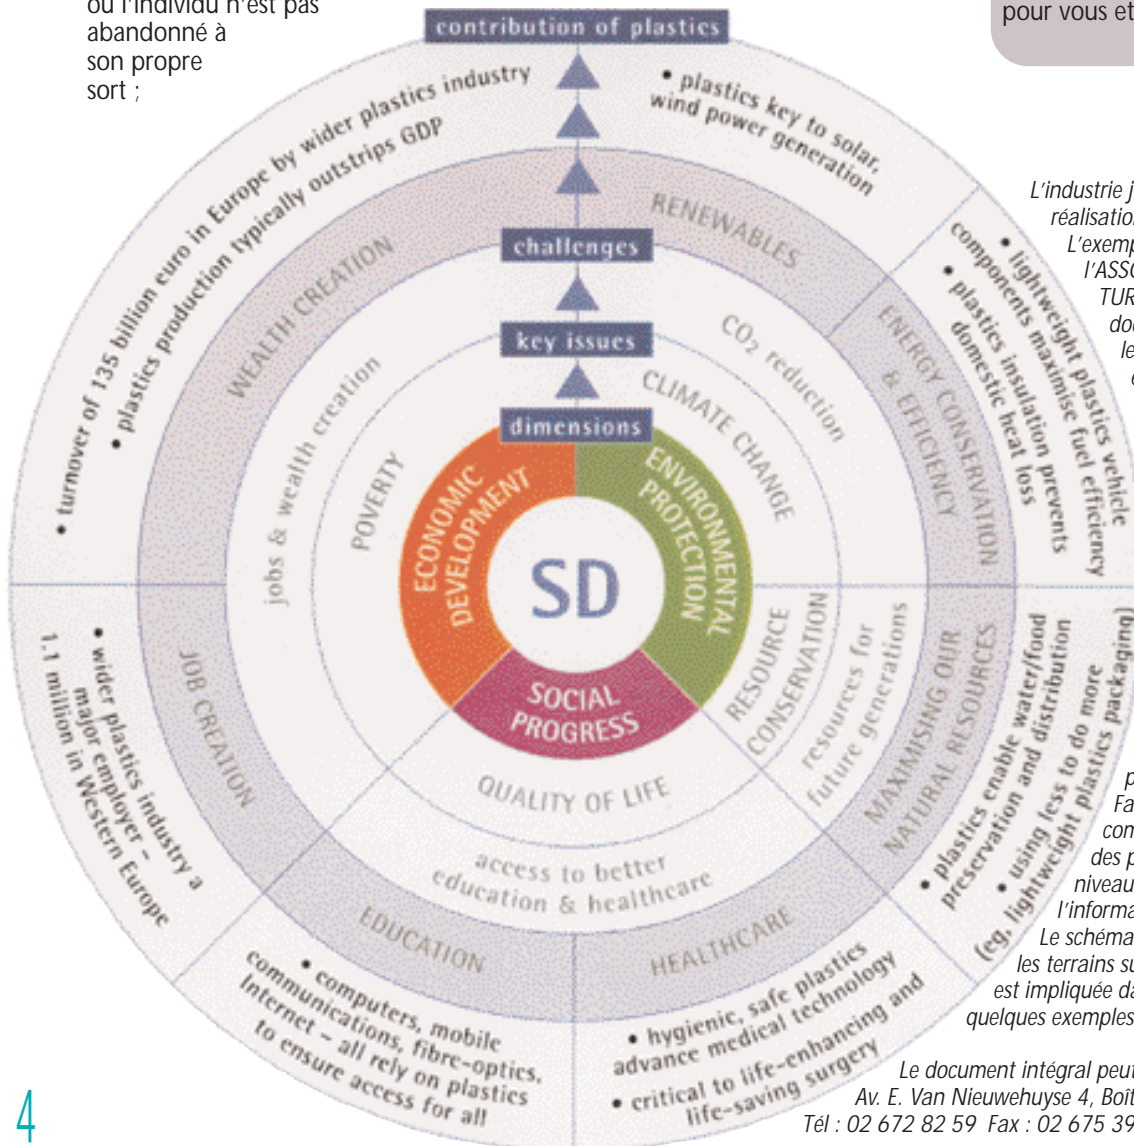 où l'individu n'est pas
abandonné à
son propre
sort ;
pour vous et
contribution of plastics
challenges
key issues
dimensions
SD
ECONOMIC
DEVELOPMENT
ENVIRONMENTAL
PROTECTION
SOCIAL
PROGRESS
POVERTY
CLIMATE CHANGE
RESOURCE
CONSERVATION
QUALITY OF LIFE
jobs & wealth creation
CO₂ reduction
resources for
future generations
access to better
education & healthcare
WEALTH CREATION
RENEWABLES
ENERGY CONSERVATION
& EFFICIENCY
MAXIMISING OUR
NATURAL RESOURCES
HEALTHCARE
EDUCATION
JOB CREATION
• turnover of 135 billion euro in Europe by wider plastics industry
• plastics production typically outstrips GDP
• plastics key to solar,
wind power generation
• lightweight plastics vehicle
components maximise fuel efficiency
• plastics insulation prevents
domestic heat loss
• plastics enable water/food
preservation and distribution
• using less to do more
(eg, lightweight plastics packaging)
• hygienic, safe plastics
advance medical technology
• critical to life-enhancing and
life-saving surgery
• computers, mobile
communications, fibre-optics,
Internet – all rely on plastics
to ensure access for all!
• wider plastics industry a
major employer –
1.1 million in Western Europe
L'industrie j
réalisation
L'exemp
l'ASSO
TUR
do
le
p
Fa
com
des p
niveau
l'informa
Le schéma
les terrains su
est impliquée da
quelques exemples
Le document intégral peut
Av. E. Van Nieuwehuyse 4, Boît
Tél : 02 672 82 59 Fax : 02 675 39
4